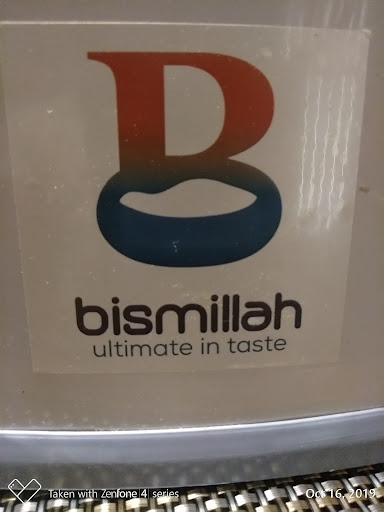 B
bismillah
ultimate in taste
Taken with Zenfone 4 | series
Oct 16, 2019